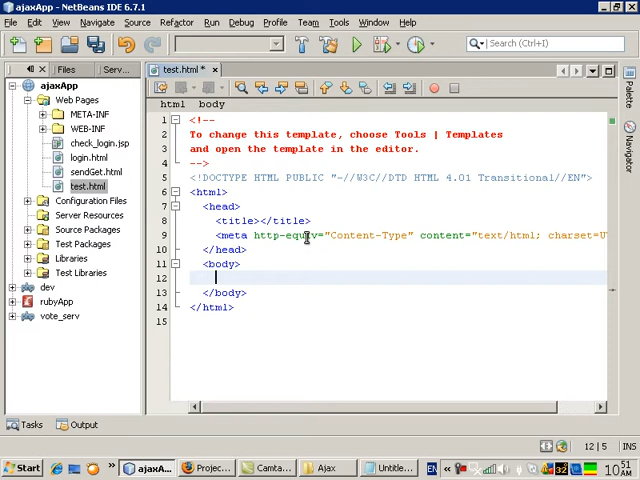 ajaxApp - NetBeans IDE 6.7.1
File Edit View Navigate Source Refactor Run Debug Profile Team Tools Window Help
Search (Ctrl+I)
Files Serv...
test.html *
ajaxApp
Web Pages
META-INF
WEB-INF
check_login.jsp
login.html
sendGet.html
test.html
Configuration Files
Server Resources
Test Packages
Libraries
Test Libraries
dev
rubyApp
vote_serv
html body
1 <!--
2 To change this template, choose Tools | Templates
3 and open the template in the editor.
4 -->
5 <!DOCTYPE HTML PUBLIC "-//W3C//DTD HTML 4.01 Transitional//EN">
6 <html>
7 <head>
8 <title></title>
9 <meta http-equiv="Content-Type" content="text/html; charset=U
10 </head>
11 <body>
12
13 </body>
14 </html>
15
Palette
Navigator
Tasks Output
12 | 5 INS
Start » ajaxA... Projec... Camta... Ajax Untitle... EN 32 10:51 AM